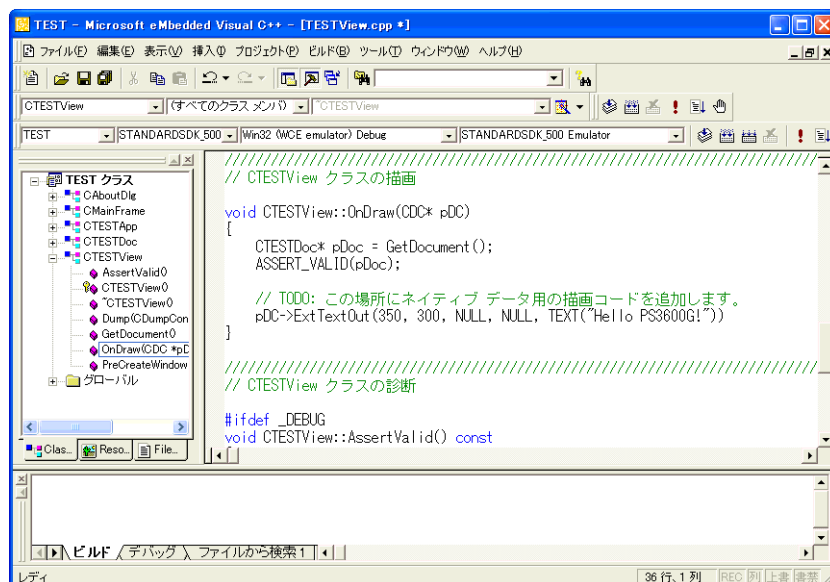 TEST - Microsoft eMbedded Visual C++ - [TESTView.cpp *]
ファイル(F) 編集(E) 表示(V) 挿入(I) プロジェクト(P) ビルド(B) ツール(T) ウィンドウ(W) ヘルプ(H)
CTESTView (すべてのクラス メンバ) ~CTESTView
TEST STANDARDSDK_500 Win32 (WCE emulator) Debug STANDARDSDK_500 Emulator
TEST クラス
CAboutDlg
CMainFrame
CTESTApp
CTESTDoc
CTESTView
AssertValid()
CTESTView()
~CTESTView()
Dump(CDumpCon
GetDocument()
OnDraw(CDC *pD
PreCreateWindow
グローバル
Clas... Reso... File...
/////////////////////////////////////////////////////////////////////////////
// CTESTView クラスの描画
void CTESTView::OnDraw(CDC* pDC)
{
CTESTDoc* pDoc = GetDocument();
ASSERT_VALID(pDoc);
// TODO: この場所にネイティブ データ用の描画コードを追加します。
pDC->ExtTextOut(350, 300, NULL, NULL, TEXT("Hello PS3600G!"))
}
/////////////////////////////////////////////////////////////////////////////
// CTESTView クラスの診断
#ifdef _DEBUG
void CTESTView::AssertValid() const
{
ビルド デバッグ ファイルから検索 1
レディ
36 行, 1 列 REC 列 上書 書禁